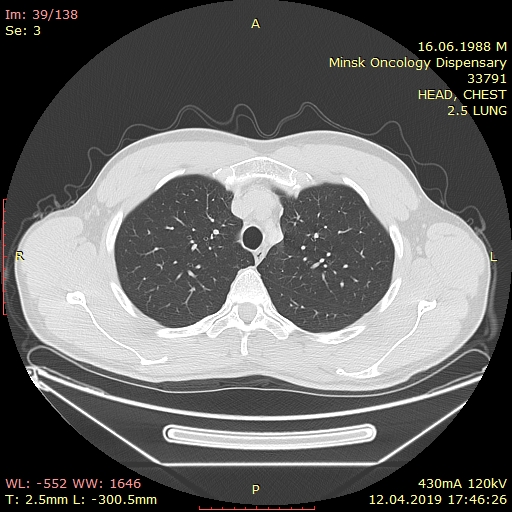 Im: 39/138
Se: 3
A
16.06.1988 M
Minsk Oncology Dispensary
33791
HEAD, CHEST
2.5 LUNG
R
L
WL: -552 WW: 1646
T: 2.5mm L: -300.5mm
P
430mA 120kV
12.04.2019 17:46:26